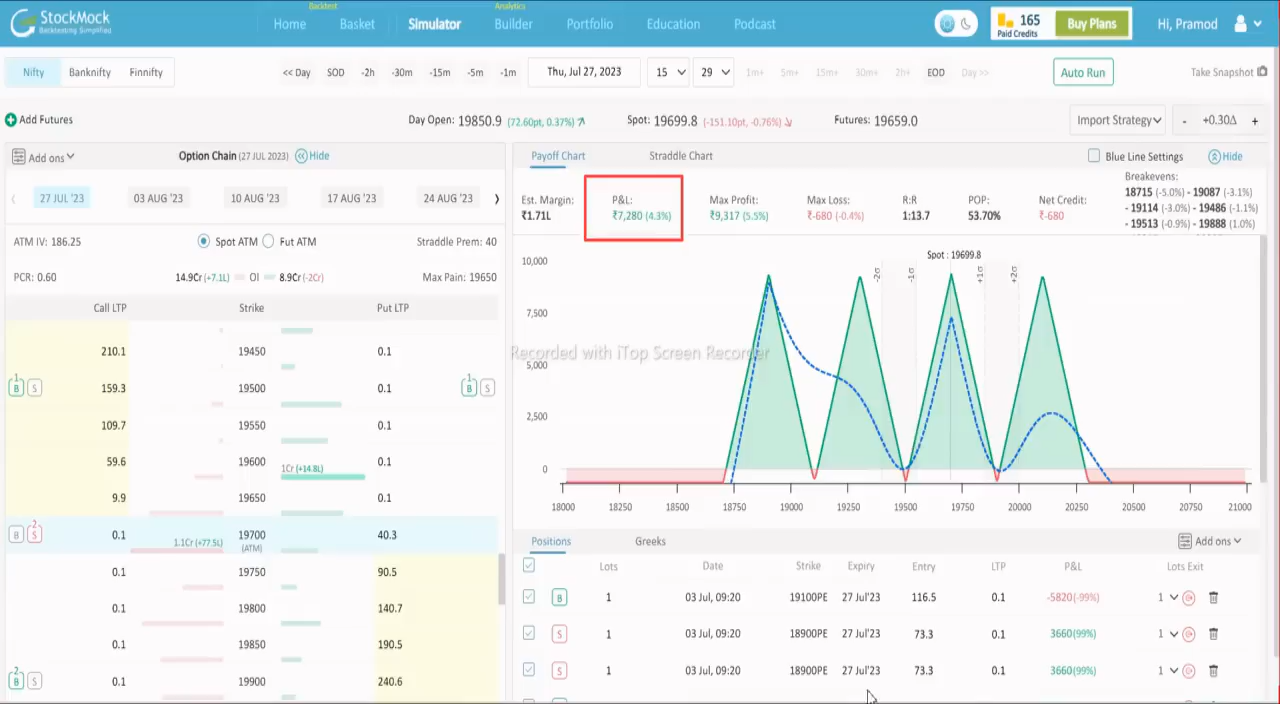 StockMock
Backtesting Simplified
Backtest
Analytics
Home Basket Simulator Builder Portfolio Education Podcast
165
Paid Credits
Buy Plans
Hi, Pramod
Nifty Banknifty Finnifty
<< Day SOD -2h -30m -15m -5m -1m Thu, Jul 27, 2023 15 29 1m+ 5m+ 15m+ 30m+ 2h+ EOD Day >>
Auto Run
Take Snapshot
Add Futures
Day Open: 19850.9 (72.60pt, 0.37%) Spot: 19699.8 (-151.10pt, -0.76%) Futures: 19659.0
Import Strategy
- +0.30Δ +
Add ons
Option Chain (27 JUL 2023) Hide
27 JUL '23 03 AUG '23 10 AUG '23 17 AUG '23 24 AUG '23
ATM IV: 186.25 Spot ATM Fut ATM Straddle Prem: 40
PCR: 0.60 14.9Cr (+7.1L) OI 8.9Cr (-2Cr) Max Pain: 19650
Call LTP Strike Put LTP
210.1 19450 0.1
1 B S 159.3 19500 0.1 1 B S
109.7 19550 0.1
59.6 19600 1Cr (+14.8L) 0.1
9.9 19650 0.1
B 2 S 0.1 1.1Cr (+77.5L) 19700 40.3
(ATM)
0.1 19750 90.5
0.1 19800 140.7
0.1 19850 190.5
2 B S 0.1 19900 240.6
Payoff Chart Straddle Chart
Blue Line Settings Hide
Est. Margin: P&L: Max Profit: Max Loss: R:R POP: Net Credit:
₹1.71L ₹7,280 (4.3%) ₹9,317 (5.5%) ₹-680 (-0.4%) 1:13.7 53.70% ₹-680
Breakevens:
18715 (-5.0%) - 19087 (-3.1%)
- 19114 (-3.0%) - 19486 (-1.1%)
- 19513 (-0.9%) - 19888 (1.0%)
Spot : 19699.8
-2σ -1σ +1σ +2σ
10,000
7,500
5,000
2,500
0
18000 18250 18500 18750 19000 19250 19500 19750 20000 20250 20500 20750 21000
Recorded with iTop Screen Recorder
Positions Greeks
Add ons
Lots Date Strike Expiry Entry LTP P&L Lots Exit
B 1 03 Jul, 09:20 19100PE 27 Jul'23 116.5 0.1 -5820(-99%) 1
S 1 03 Jul, 09:20 18900PE 27 Jul'23 73.3 0.1 3660(99%) 1
S 1 03 Jul, 09:20 18900PE 27 Jul'23 73.3 0.1 3660(99%) 1